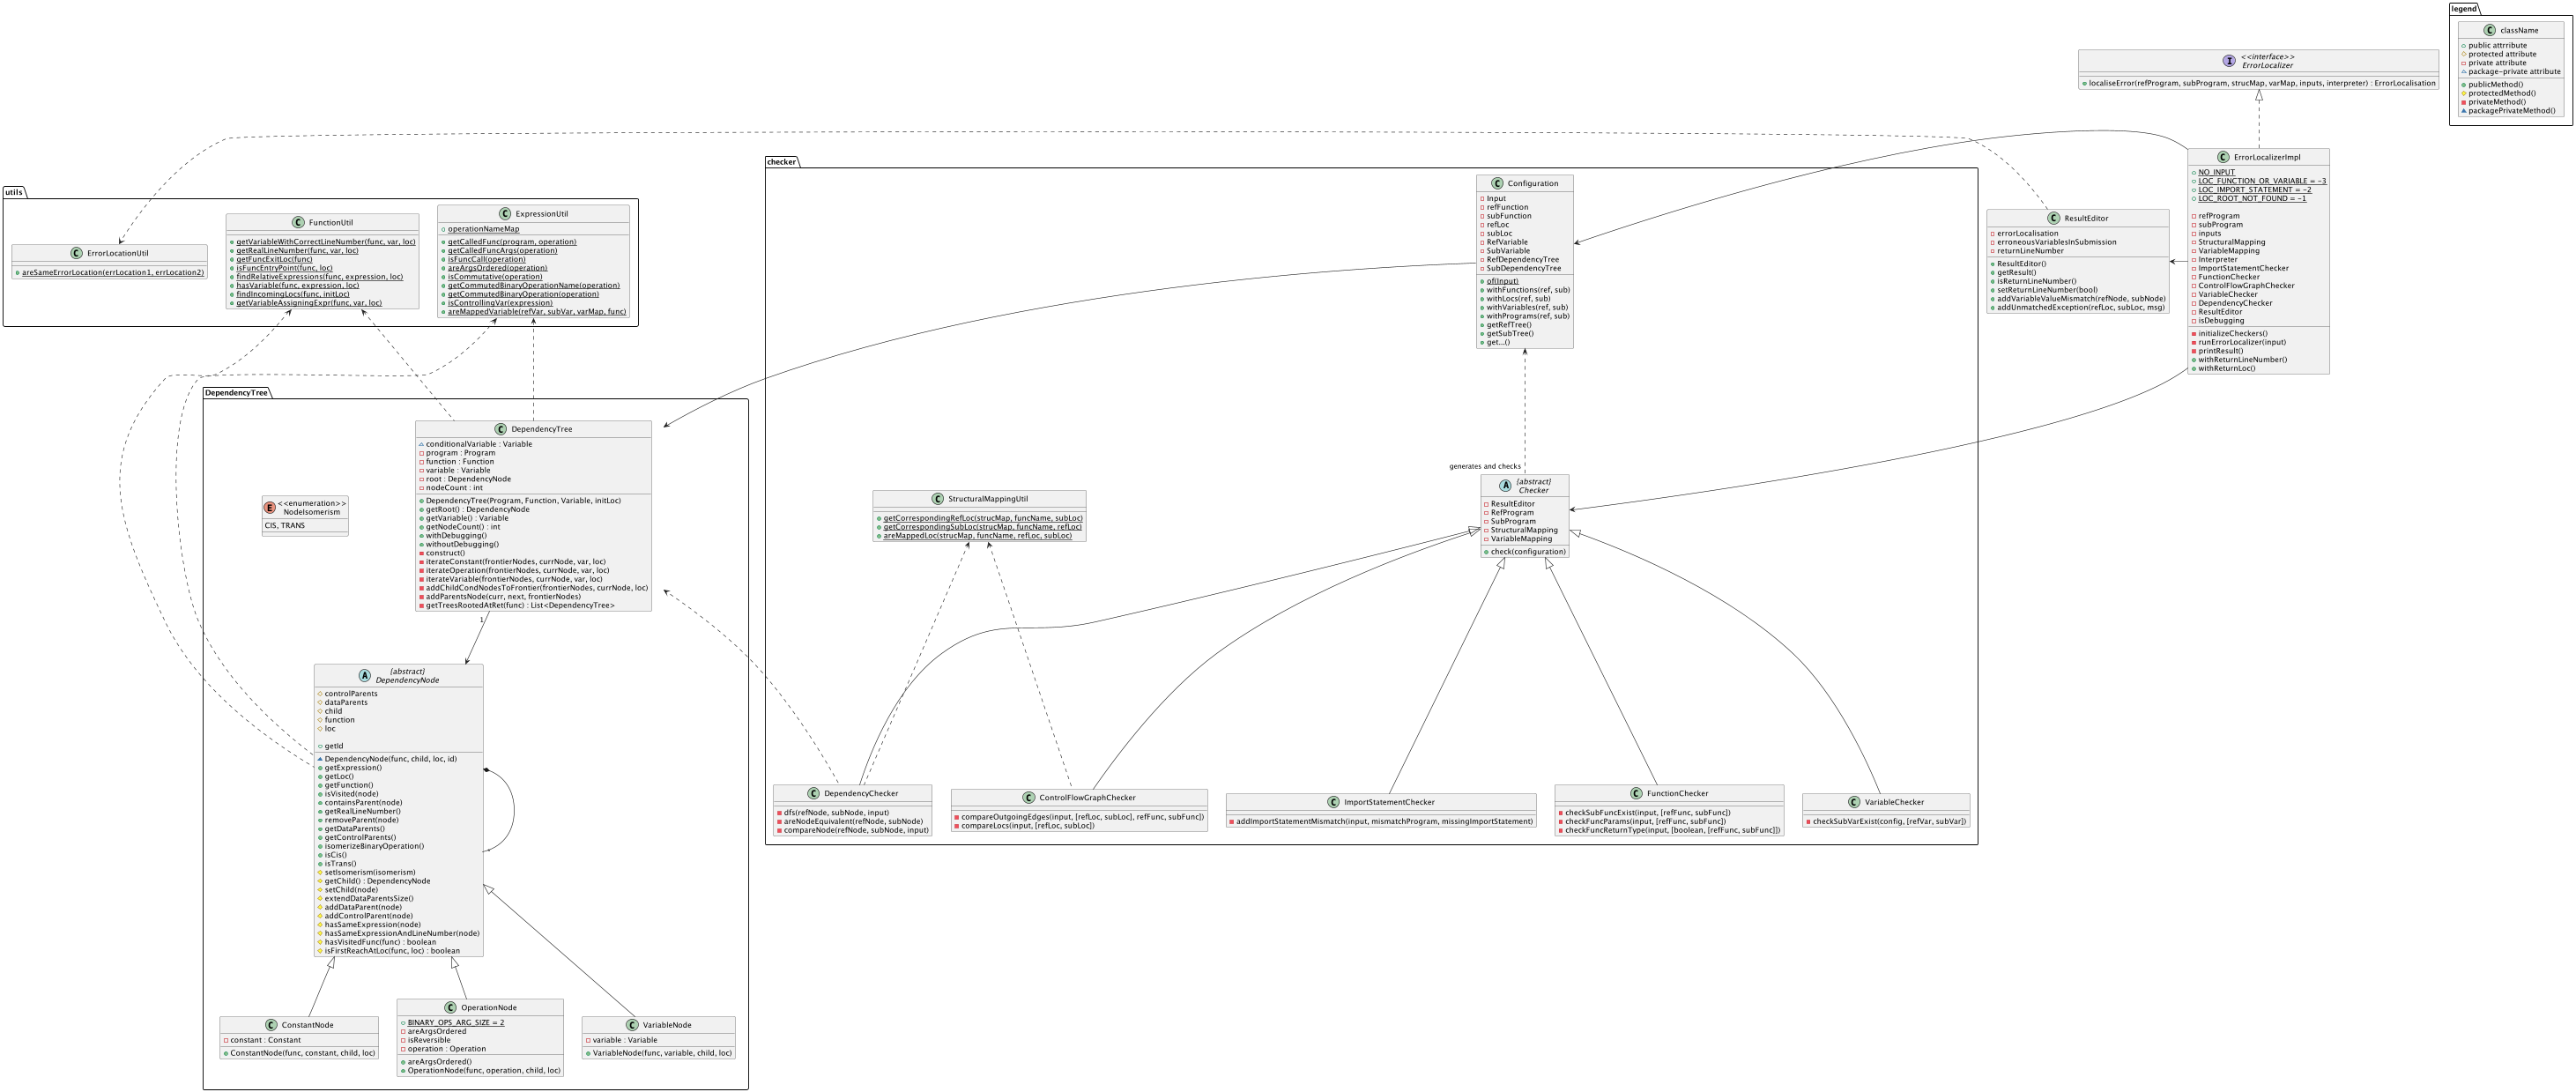 legend
className
public attrribute
protected attribute
private attribute
package-private attribute
publicMethod()
protectedMethod()
privateMethod()
packagePrivateMethod()
I
<<interface>>
ErrorLocalizer
localiseError(refProgram, subProgram, strucMap, varMap, inputs, interpreter) : ErrorLocalisation
C ErrorLocalizerImpl
NO_INPUT
LOC_FUNCTION_OR_VARIABLE = -3
LOC_IMPORT_STATEMENT = -2
LOC_ROOT_NOT_FOUND = -1
refProgram
subProgram
inputs
StructuralMapping
VariableMapping
Interpreter
ImportStatementChecker
FunctionChecker
ControlFlowGraphChecker
VariableChecker
DependencyChecker
ResultEditor
isDebugging
initializeCheckers()
runErrorLocalizer(input)
printResult()
withReturnLineNumber()
withReturnLoc()
C ResultEditor
errorLocalisation
erroneousVariablesInSubmission
returnLineNumber
ResultEditor()
getResult()
isReturnLineNumber()
setReturnLineNumber(bool)
addVariableValueMismatch(refNode, subNode)
addUnmatchedException(refLoc, subLoc, msg)
utils
C ErrorLocationUtil
areSameErrorLocation(errLocation1, errLocation2)
C FunctionUtil
getVariableWithCorrectLineNumber(func, var, loc)
getRealLineNumber(func, var, loc)
getFuncExitLoc(func)
isFuncEntryPoint(func, loc)
findRelativeExpressions(func, expression, loc)
hasVariable(func, expression, loc)
findIncomingLocs(func, initLoc)
getVariableAssigningExpr(func, var, loc)
C ExpressionUtil
operationNameMap
getCalledFunc(program, operation)
getCalledFuncArgs(operation)
isFuncCall(operation)
areArgsOrdered(operation)
isCommutative(operation)
getCommutedBinaryOperationName(operation)
getCommutedBinaryOperation(operation)
isControllingVar(expression)
areMappedVariable(refVar, subVar, varMap, func)
checker
C Configuration
Input
refFunction
subFunction
refLoc
subLoc
RefVariable
SubVariable
RefDependencyTree
SubDependencyTree
of(Input)
withFunctions(ref, sub)
withLocs(ref, sub)
withVariables(ref, sub)
withPrograms(ref, sub)
getRefTree()
getSubTree()
get...()
generates and checks
A
{abstract}
Checker
ResultEditor
RefProgram
SubProgram
StructuralMapping
VariableMapping
check(configuration)
C StructuralMappingUtil
getCorrespondingRefLoc(strucMap, funcName, subLoc)
getCorrespondingSubLoc(strucMap, funcName, refLoc)
areMappedLoc(strucMap, funcName, refLoc, subLoc)
C DependencyChecker
dfs(refNode, subNode, input)
areNodeEquivalent(refNode, subNode)
compareNode(refNode, subNode, input)
C ControlFlowGraphChecker
compareOutgoingEdges(input, [refLoc, subLoc], refFunc, subFunc])
compareLocs(input, [refLoc, subLoc])
C ImportStatementChecker
addImportStatementMismatch(input, mismatchProgram, missingImportStatement)
C FunctionChecker
checkSubFuncExist(input, [refFunc, subFunc])
checkFuncParams(input, [refFunc, subFunc])
checkFuncReturnType(input, [boolean, [refFunc, subFunc]])
C VariableChecker
checkSubVarExist(config, [refVar, subVar])
DependencyTree
E
<<enumeration>>
NodeIsomerism
CIS, TRANS
C DependencyTree
conditionalVariable : Variable
program : Program
function : Function
variable : Variable
root : DependencyNode
nodeCount : int
DependencyTree(Program, Function, Variable, initLoc)
getRoot() : DependencyNode
getVariable() : Variable
getNodeCount() : int
withDebugging()
withoutDebugging()
construct()
iterateConstant(frontierNodes, currNode, var, loc)
iterateOperation(frontierNodes, currNode, var, loc)
iterateVariable(frontierNodes, currNode, var, loc)
addChildCondNodesToFrontier(frontierNodes, currNode, loc)
addParentsNode(curr, next, frontierNodes)
getTreesRootedAtRet(func) : List<DependencyTree>
1
A
{abstract}
DependencyNode
controlParents
dataParents
child
function
loc
getId
DependencyNode(func, child, loc, id)
getExpression()
getLoc()
getFunction()
isVisited(node)
containsParent(node)
getRealLineNumber()
removeParent(node)
getDataParents()
getControlParents()
isomerizeBinaryOperation()
isCis()
isTrans()
setIsomerism(isomerism)
getChild() : DependencyNode
setChild(node)
extendDataParentsSize()
addDataParent(node)
addControlParent(node)
hasSameExpression(node)
hasSameExpressionAndLineNumber(node)
hasVisitedFunc(func) : boolean
isFirstReachAtLoc(func, loc) : boolean
C ConstantNode
constant : Constant
ConstantNode(func, constant, child, loc)
C OperationNode
BINARY_OPS_ARG_SIZE = 2
areArgsOrdered
isReversible
operation : Operation
areArgsOrdered()
OperationNode(func, operation, child, loc)
C VariableNode
variable : Variable
VariableNode(func, variable, child, loc)